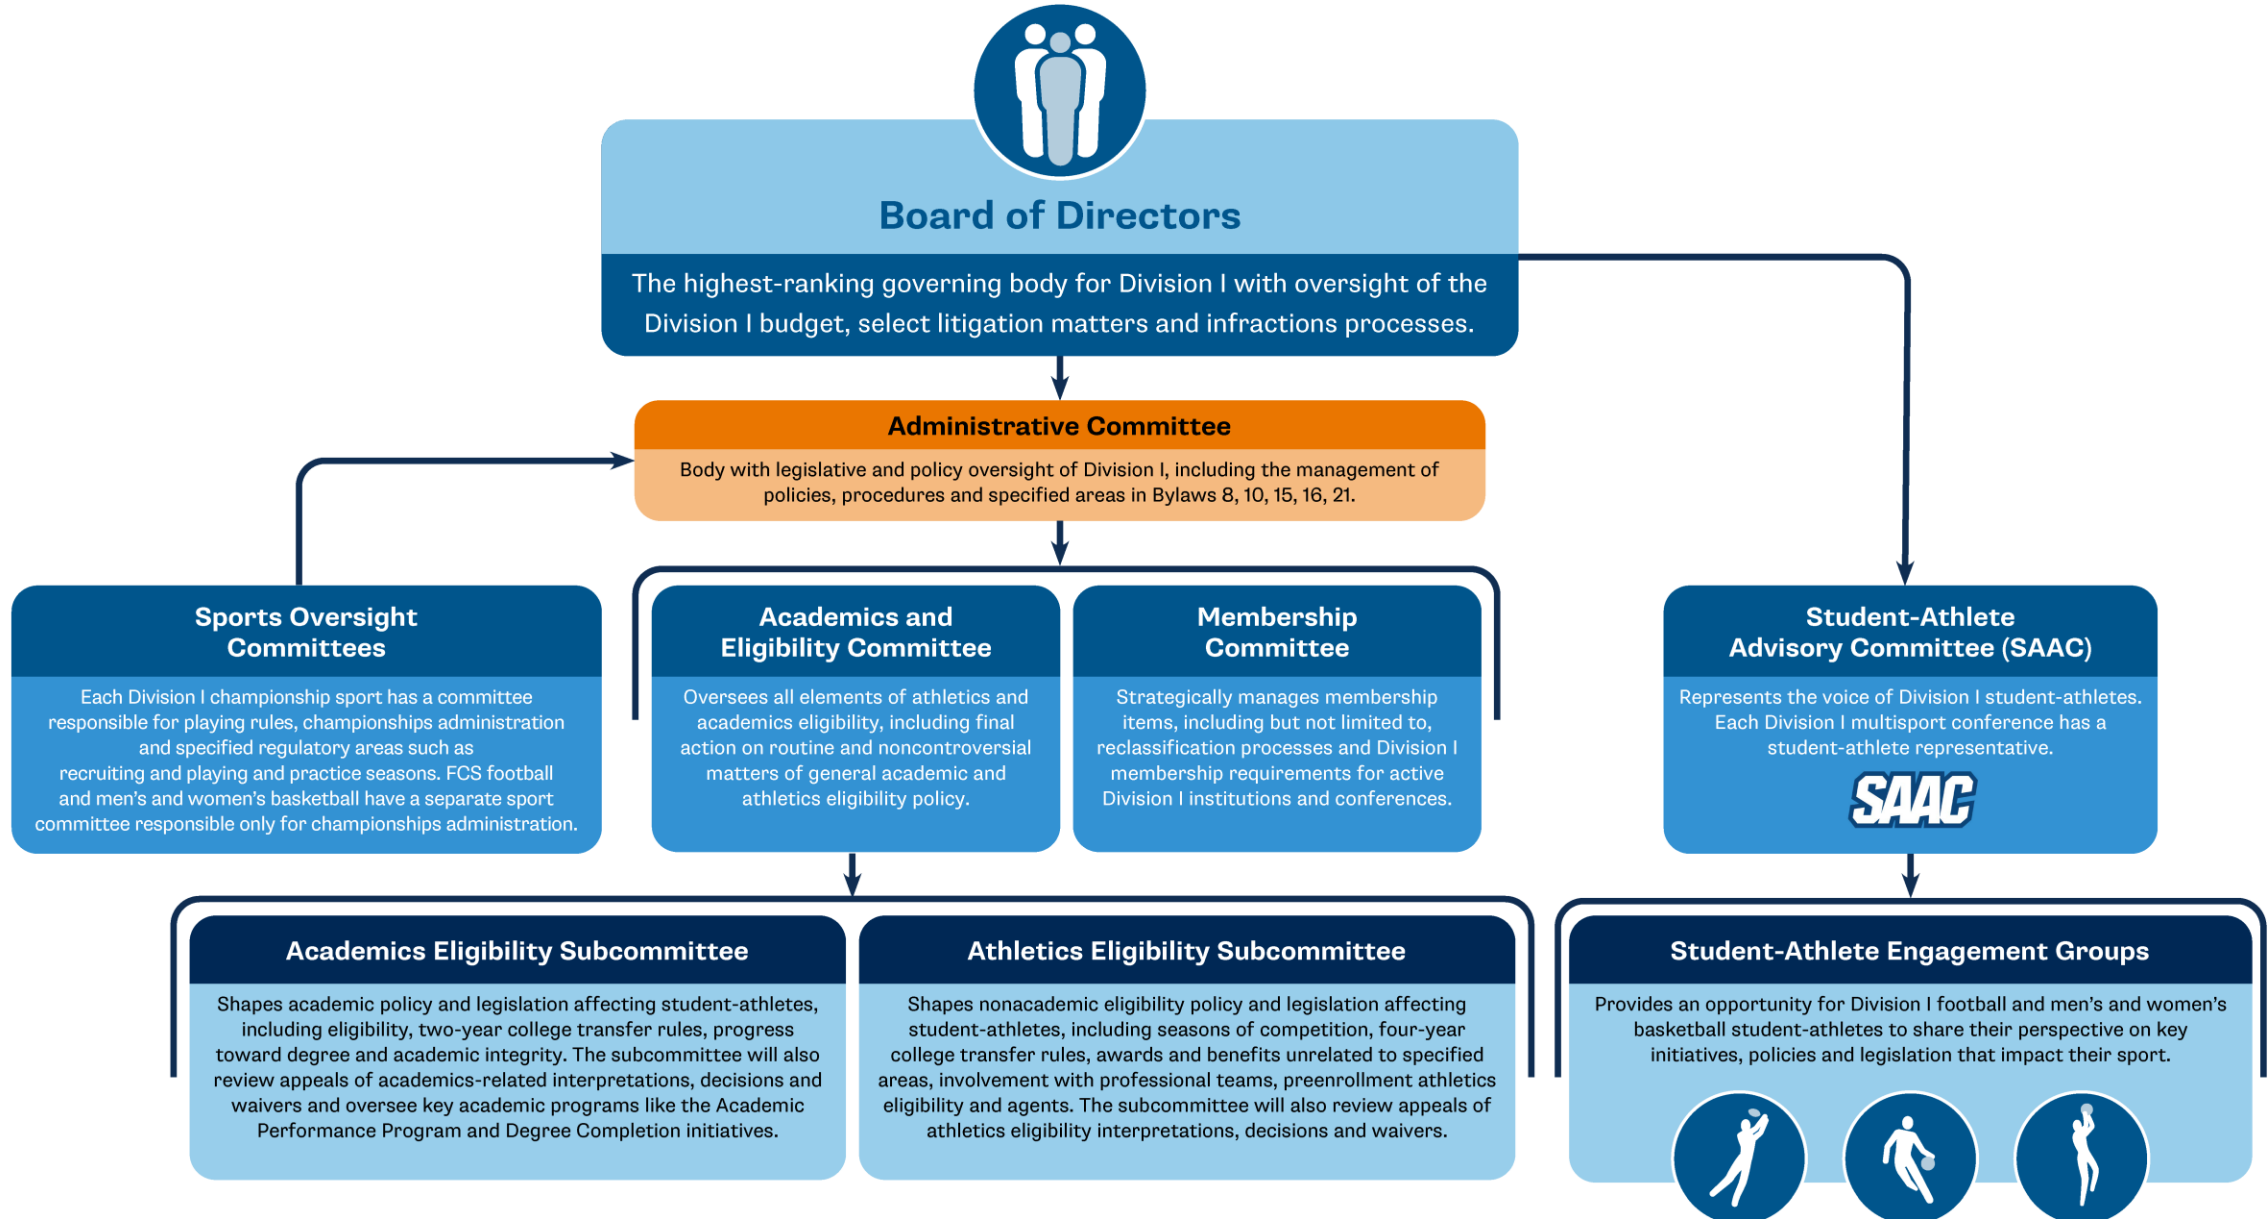 Board of Directors
The highest-ranking governing body for Division I with oversight of the
Division I budget, select litigation matters and infractions processes.
Administrative Committee
Body with legislative and policy oversight of Division I, including the management of
policies, procedures and specified areas in Bylaws 8, 10, 15, 16, 21.
Sports Oversight
Committees
Each Division I championship sport has a committee
responsible for playing rules, championships administration
and specified regulatory areas such as
recruiting and playing and practice seasons. FCS football
and men’s and women’s basketball have a separate sport
committee responsible only for championships administration.
Academics and
Eligibility Committee
Oversees all elements of athletics and
academics eligibility, including final
action on routine and noncontroversial
matters of general academic and
athletics eligibility policy.
Membership
Committee
Strategically manages membership
items, including but not limited to,
reclassification processes and Division I
membership requirements for active
Division I institutions and conferences.
Student-Athlete
Advisory Committee (SAAC)
Represents the voice of Division I student-athletes.
Each Division I multisport conference has a
student-athlete representative.
SAAC
Academics Eligibility Subcommittee
Shapes academic policy and legislation affecting student-athletes,
including eligibility, two-year college transfer rules, progress
toward degree and academic integrity. The subcommittee will also
review appeals of academics-related interpretations, decisions and
waivers and oversee key academic programs like the Academic
Performance Program and Degree Completion initiatives.
Athletics Eligibility Subcommittee
Shapes nonacademic eligibility policy and legislation affecting
student-athletes, including seasons of competition, four-year
college transfer rules, awards and benefits unrelated to specified
areas, involvement with professional teams, preenrollment athletics
eligibility and agents. The subcommittee will also review appeals of
athletics eligibility interpretations, decisions and waivers.
Student-Athlete Engagement Groups
Provides an opportunity for Division I football and men’s and women’s
basketball student-athletes to share their perspective on key
initiatives, policies and legislation that impact their sport.